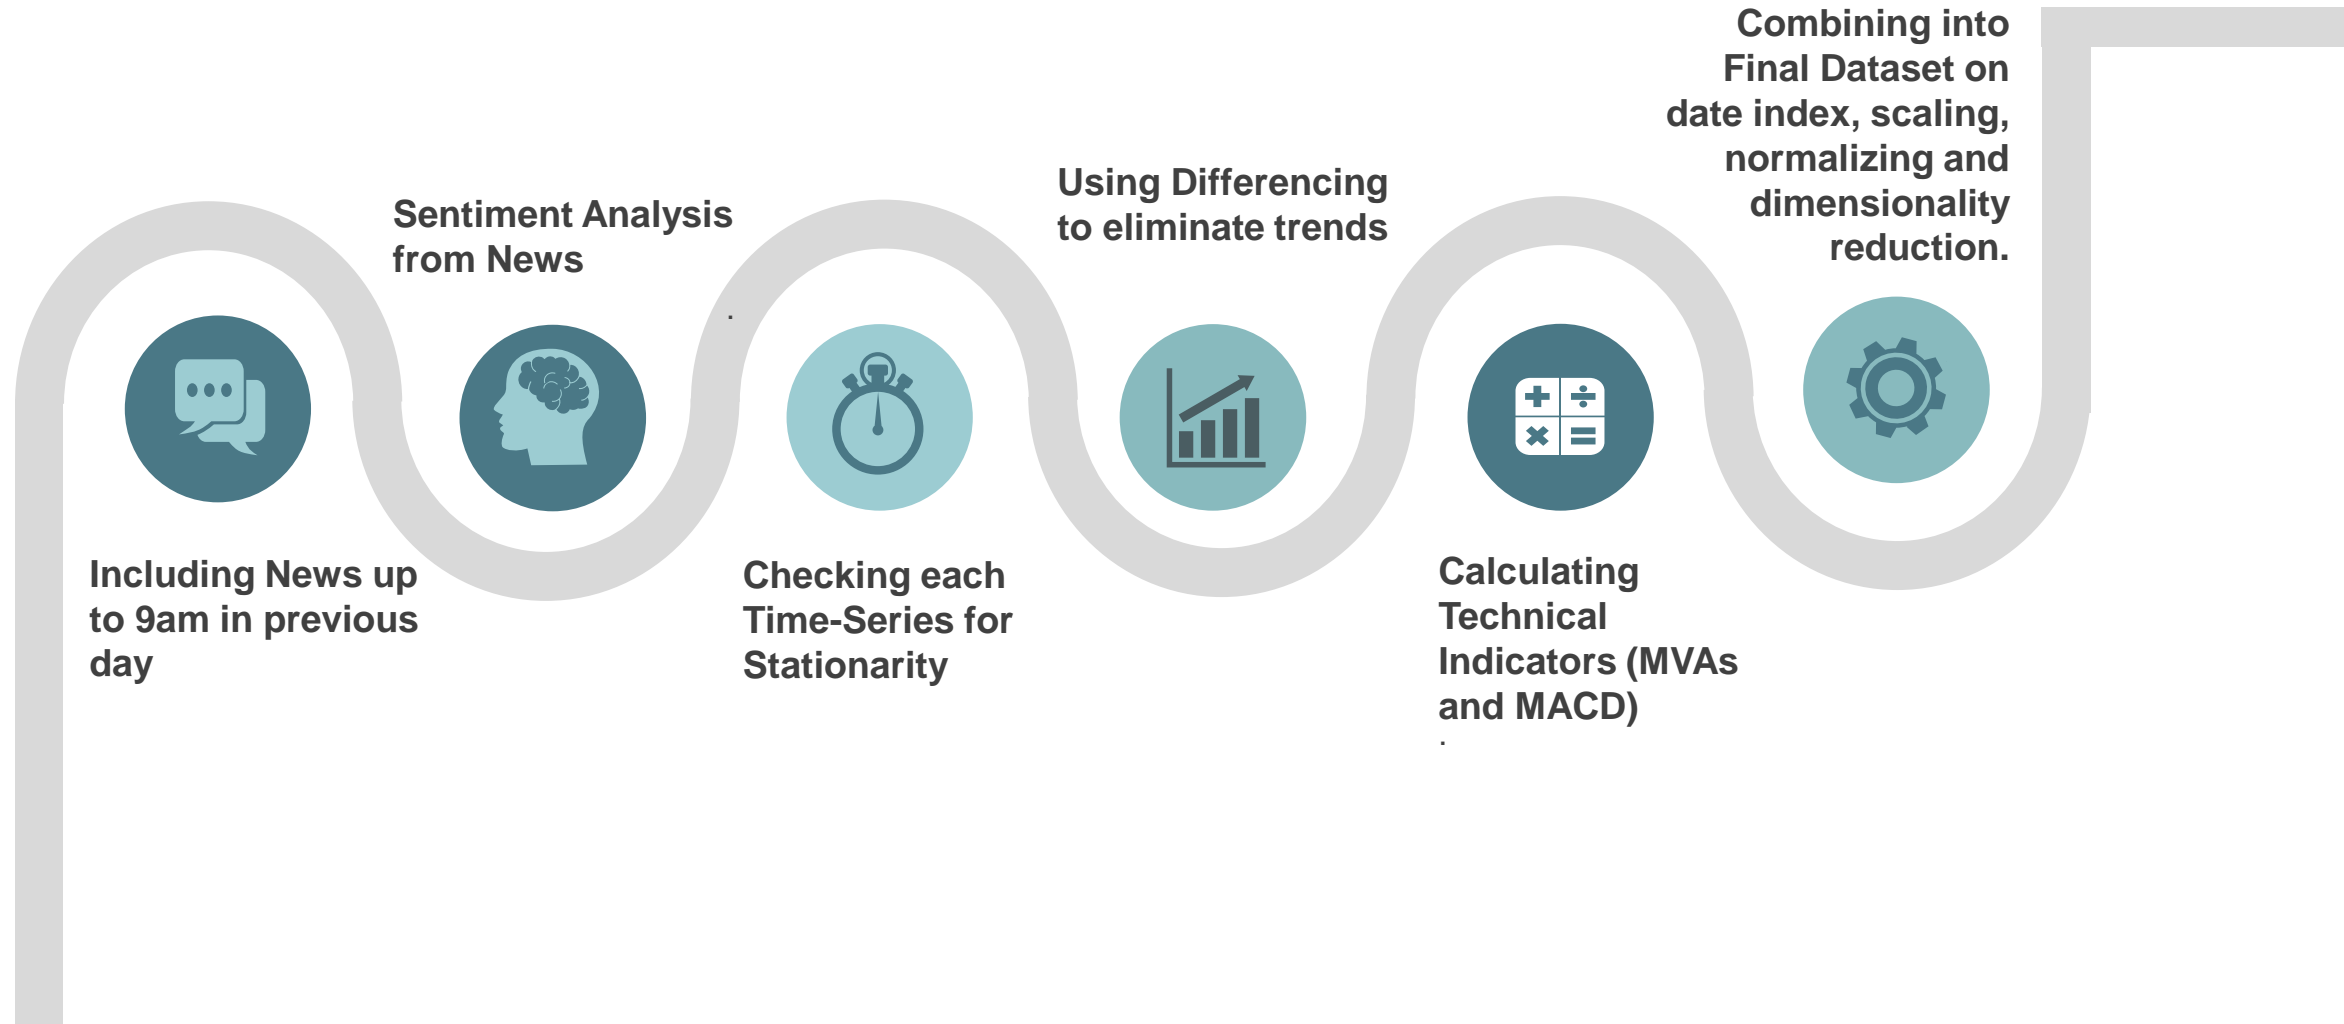 Including News up
to 9am in previous
day
Sentiment Analysis
from News
.
Checking each
Time-Series for
Stationarity
Using Differencing
to eliminate trends
Calculating
Technical
Indicators (MVAs
and MACD)
.
Combining into
Final Dataset on
date index, scaling,
normalizing and
dimensionality
reduction.